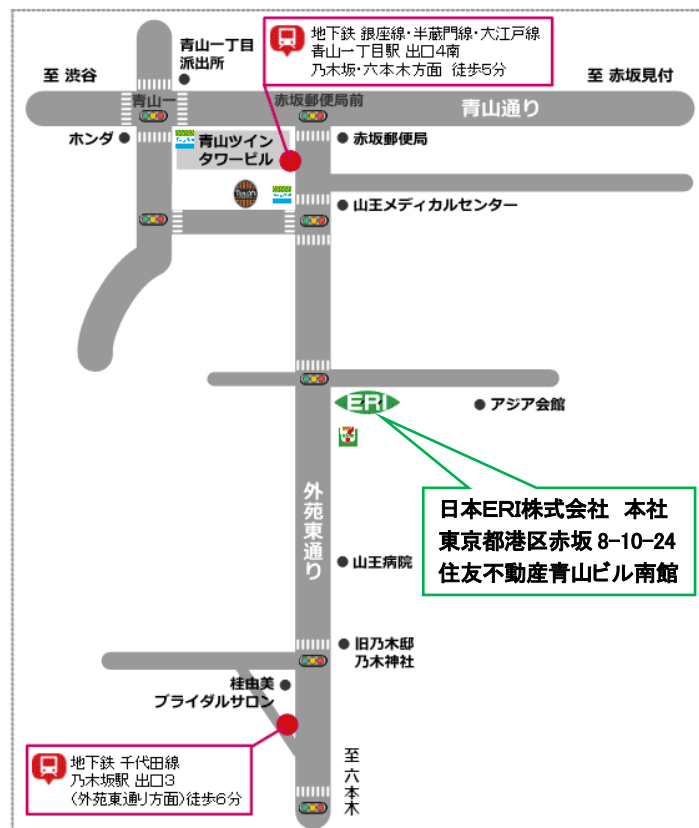 地下鉄 銀座線・半蔵門線・大江戸線
青山一丁目駅 出口4南
乃木坂・六本木方面 徒歩5分
青山一丁目
派出所
至 渋谷
至 赤坂見付
青山一
赤坂郵便局前
青山通り
ホンダ
青山ツイン
タワービル
赤坂郵便局
山王メディカルセンター
ERI
アジア会館
7
外苑東通り
日本ERI株式会社 本社
東京都港区赤坂 8-10-24
住友不動産青山ビル南館
山王病院
旧乃木邸
乃木神社
桂由美
ブライダルサロン
地下鉄 千代田線
乃木坂駅 出口3
(外苑東通り方面)徒歩6分
至 六本木